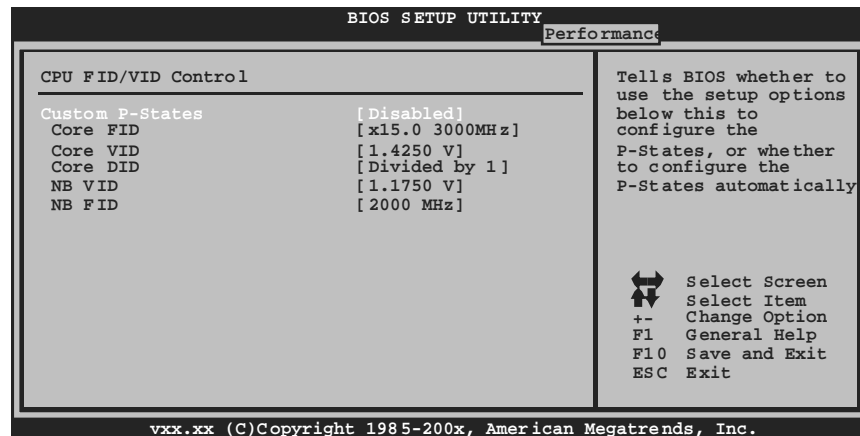 BIOS SETUP UTILITY
Performance
CPU FID/VID Control
Custom P-States [Disabled]
Core FID [x15.0 3000MHz]
Core VID [1.4250 V]
Core DID [Divided by 1]
NB VID [1.1750 V]
NB FID [2000 MHz]
Tells BIOS whether to
use the setup options
below this to
configure the
P-States, or whether
to configure the
P-States automatically
Select Screen
Select Item
+- Change Option
F1 General Help
F10 Save and Exit
ESC Exit
vxx.xx (C)Copyright 1985-200x, American Megatrends, Inc.